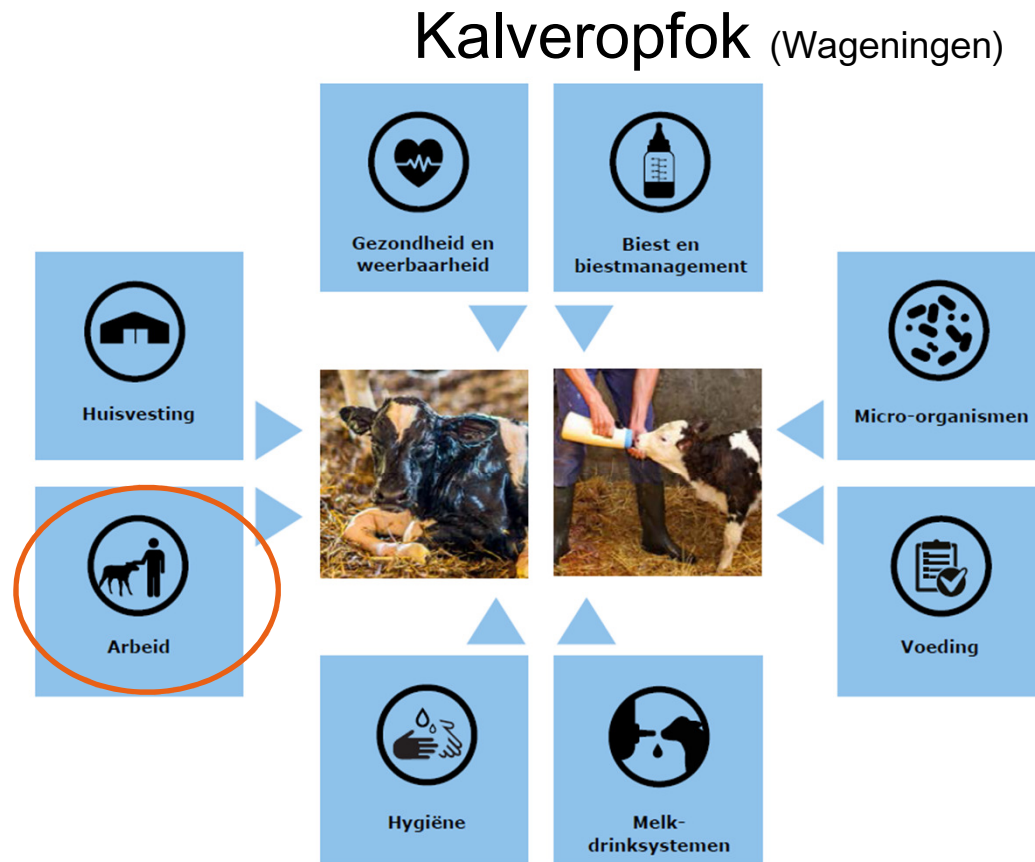 Kalveropfok (Wageningen)
Gezondheid en
weerbaarheid
Biest en
biestmanagement
Huisvesting
Micro-organismen
Arbeid
Voeding
Hygiëne
Melk-
drinksystemen